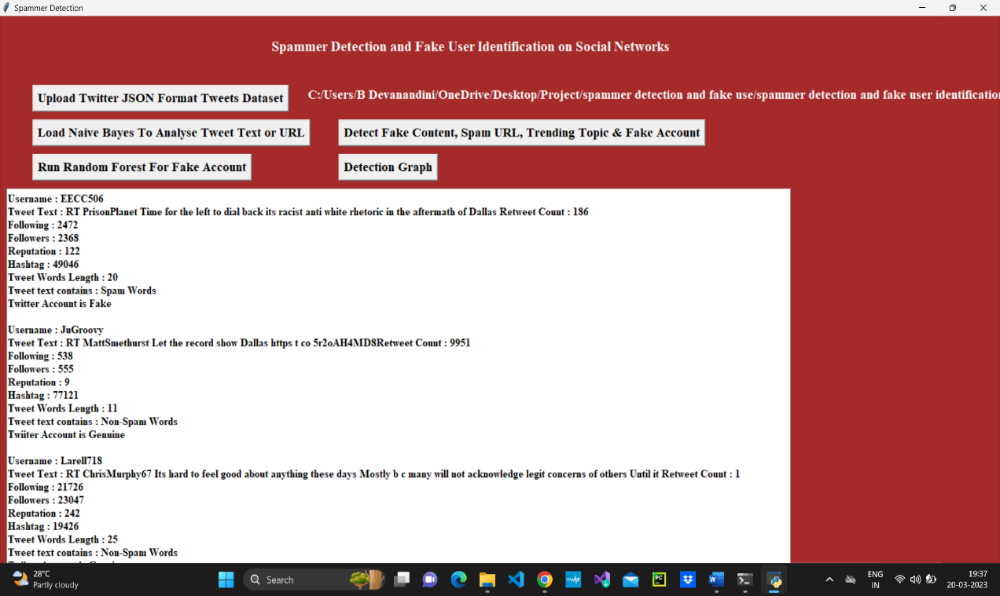 Spammer Detection
Spammer Detection and Fake User Identification on Social Networks
Upload Twitter JSON Format Tweets Dataset
C:/Users/B Devanandini/OneDrive/Desktop/Project/spammer detection and fake use/spammer detection and fake user identification
Load Naive Bayes To Analyse Tweet Text or URL
Detect Fake Content, Spam URL, Trending Topic & Fake Account
Run Random Forest For Fake Account
Detection Graph
Username : EECC506
Tweet Text : RT PrisonPlanet Time for the left to dial back its racist anti white rhetoric in the aftermath of Dallas Retweet Count : 186
Following : 2472
Followers : 2368
Reputation : 122
Hashtag : 49046
Tweet Words Length : 20
Tweet text contains : Spam Words
Twitter Account is Fake
Username : JuGroovy
Tweet Text : RT MattSmethurst Let the record show Dallas https t co 5r2oAH4MD8Retweet Count : 9951
Following : 538
Followers : 555
Reputation : 9
Hashtag : 77121
Tweet Words Length : 11
Tweet text contains : Non-Spam Words
Twiiter Account is Genuine
Username : Larell718
Tweet Text : RT ChrisMurphy67 Its hard to feel good about anything these days Mostly b c many will not acknowledge legit concerns of others Until it Retweet Count : 1
Following : 21726
Followers : 23047
Reputation : 242
Hashtag : 19426
Tweet Words Length : 25
Tweet text contains : Non-Spam Words
28°C
Partly cloudy
Search
myhp
PC
W
ENG
IN
19:37
20-03-2023